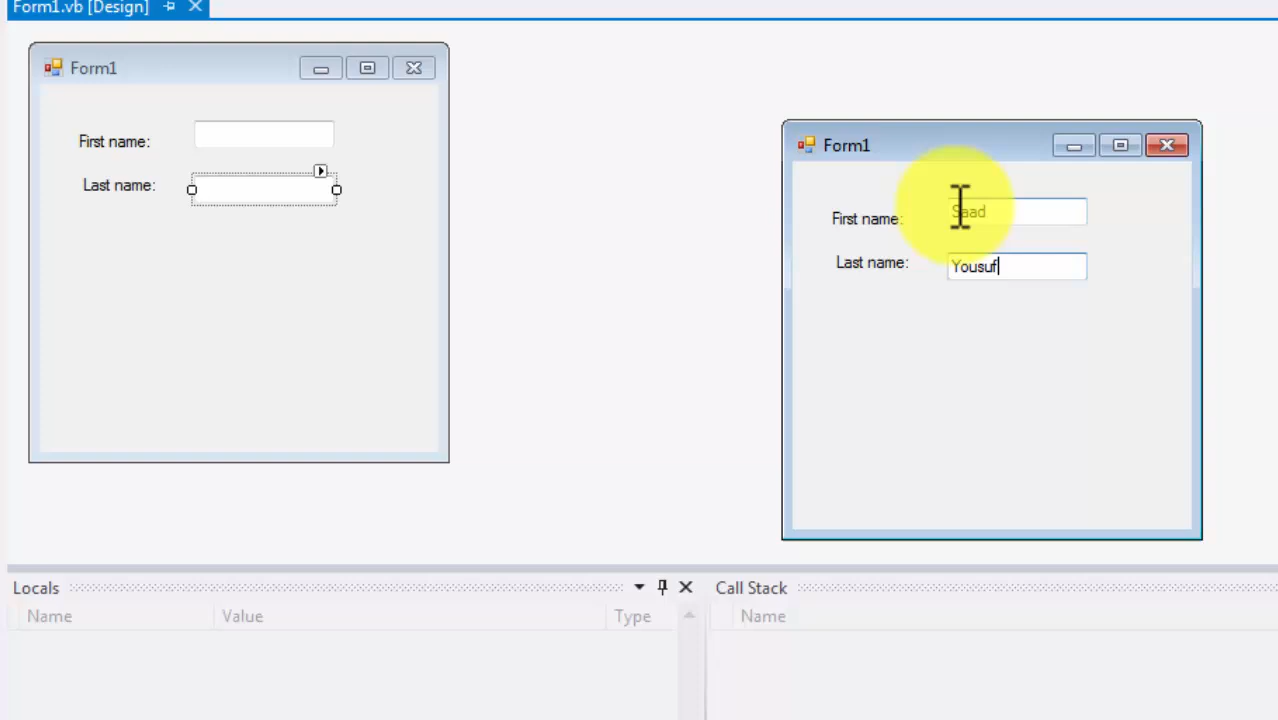 Form1.vb [Design]
Form1
First name:
Last name:
Form1
First name: Saad
Last name: Yousuf
Locals
Name Value Type
Call Stack
Name